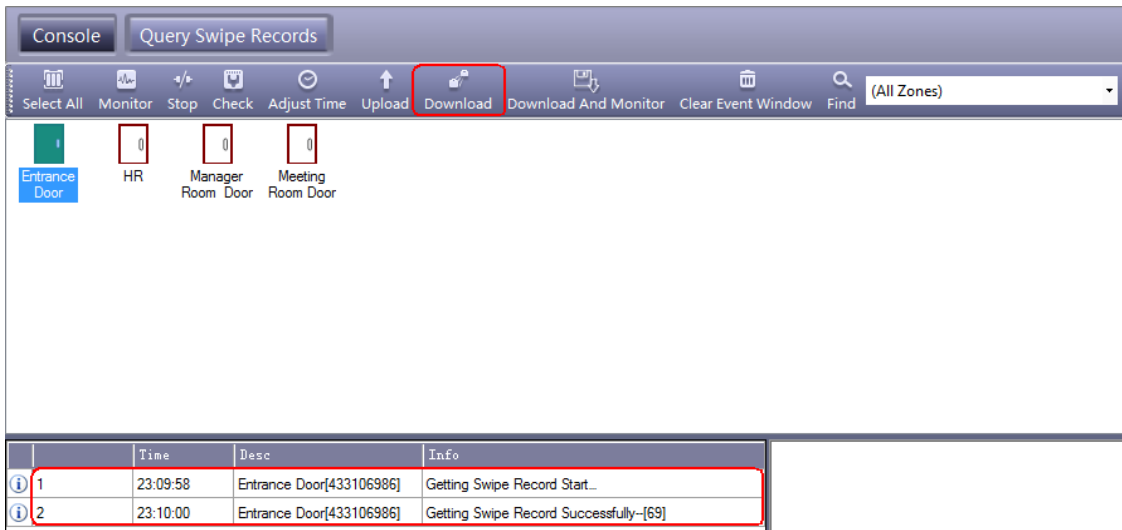 Console Query Swipe Records
Select All Monitor Stop Check Adjust Time Upload Download Download And Monitor Clear Event Window Find (All Zones)
Entrance Door
HR
Manager Room Door
Meeting Room Door
Time Desc Info
1 23:09:58 Entrance Door[433106986] Getting Swipe Record Start...
2 23:10:00 Entrance Door[433106986] Getting Swipe Record Successfully--[69]